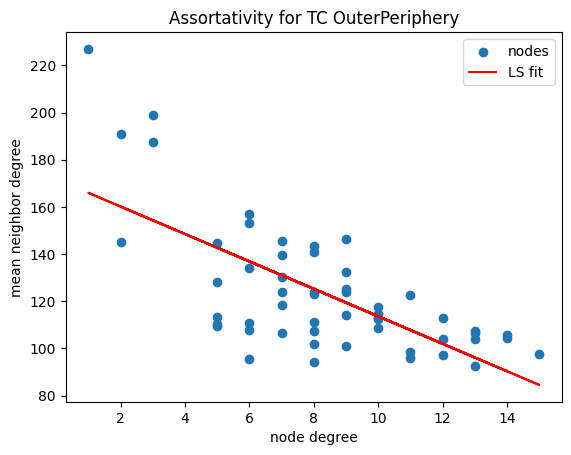 Assortativity for TC OuterPeriphery
nodes
LS fit
mean neighbor degree
220
200
180
160
140
120
100
80
2 4 6 8 10 12 14
node degree